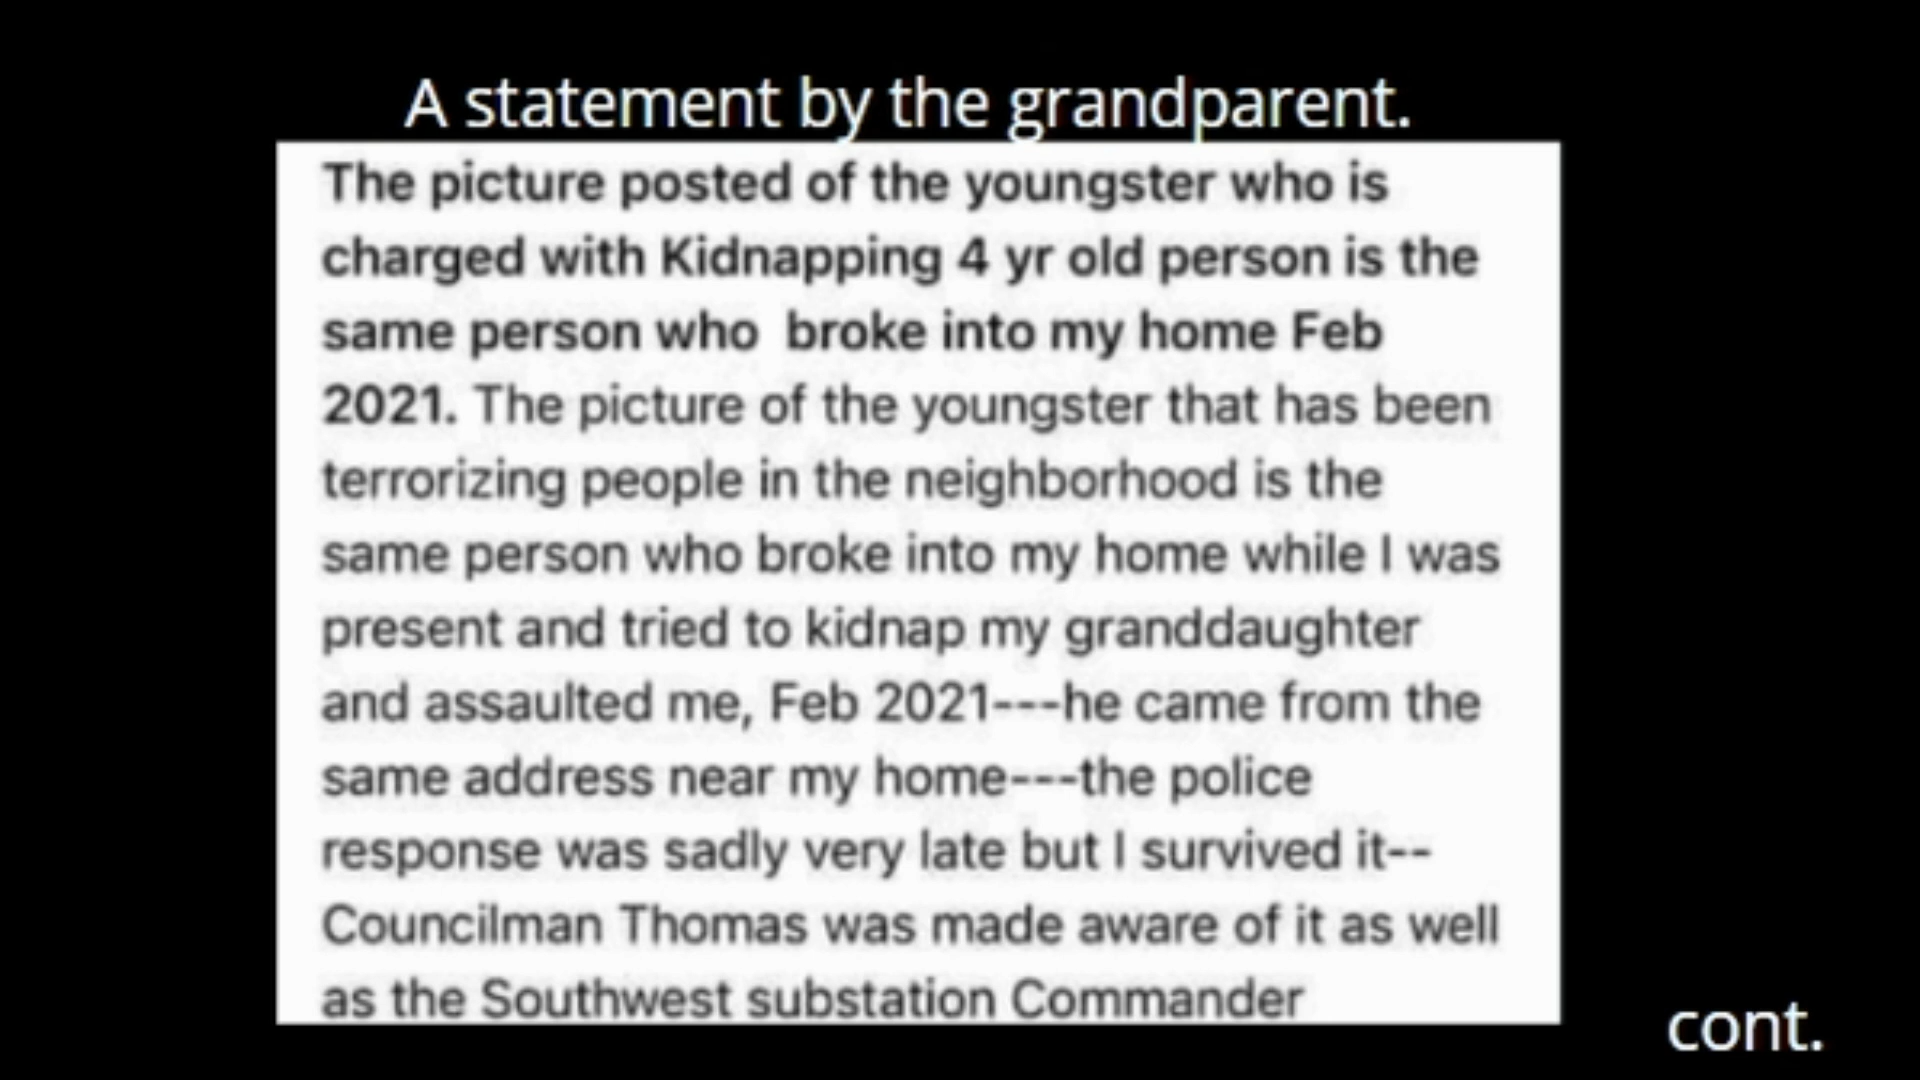 A statement by the grandparent.
The picture posted of the youngster who is
charged with Kidnapping 4 yr old person is the
same person who  broke into my home Feb
2021. The picture of the youngster that has been
terrorizing people in the neighborhood is the
same person who broke into my home while I was
present and tried to kidnap my granddaughter
and assaulted me, Feb 2021---he came from the
same address near my home---the police
response was sadly very late but I survived it--
Councilman Thomas was made aware of it as well
as the Southwest substation Commander
cont.